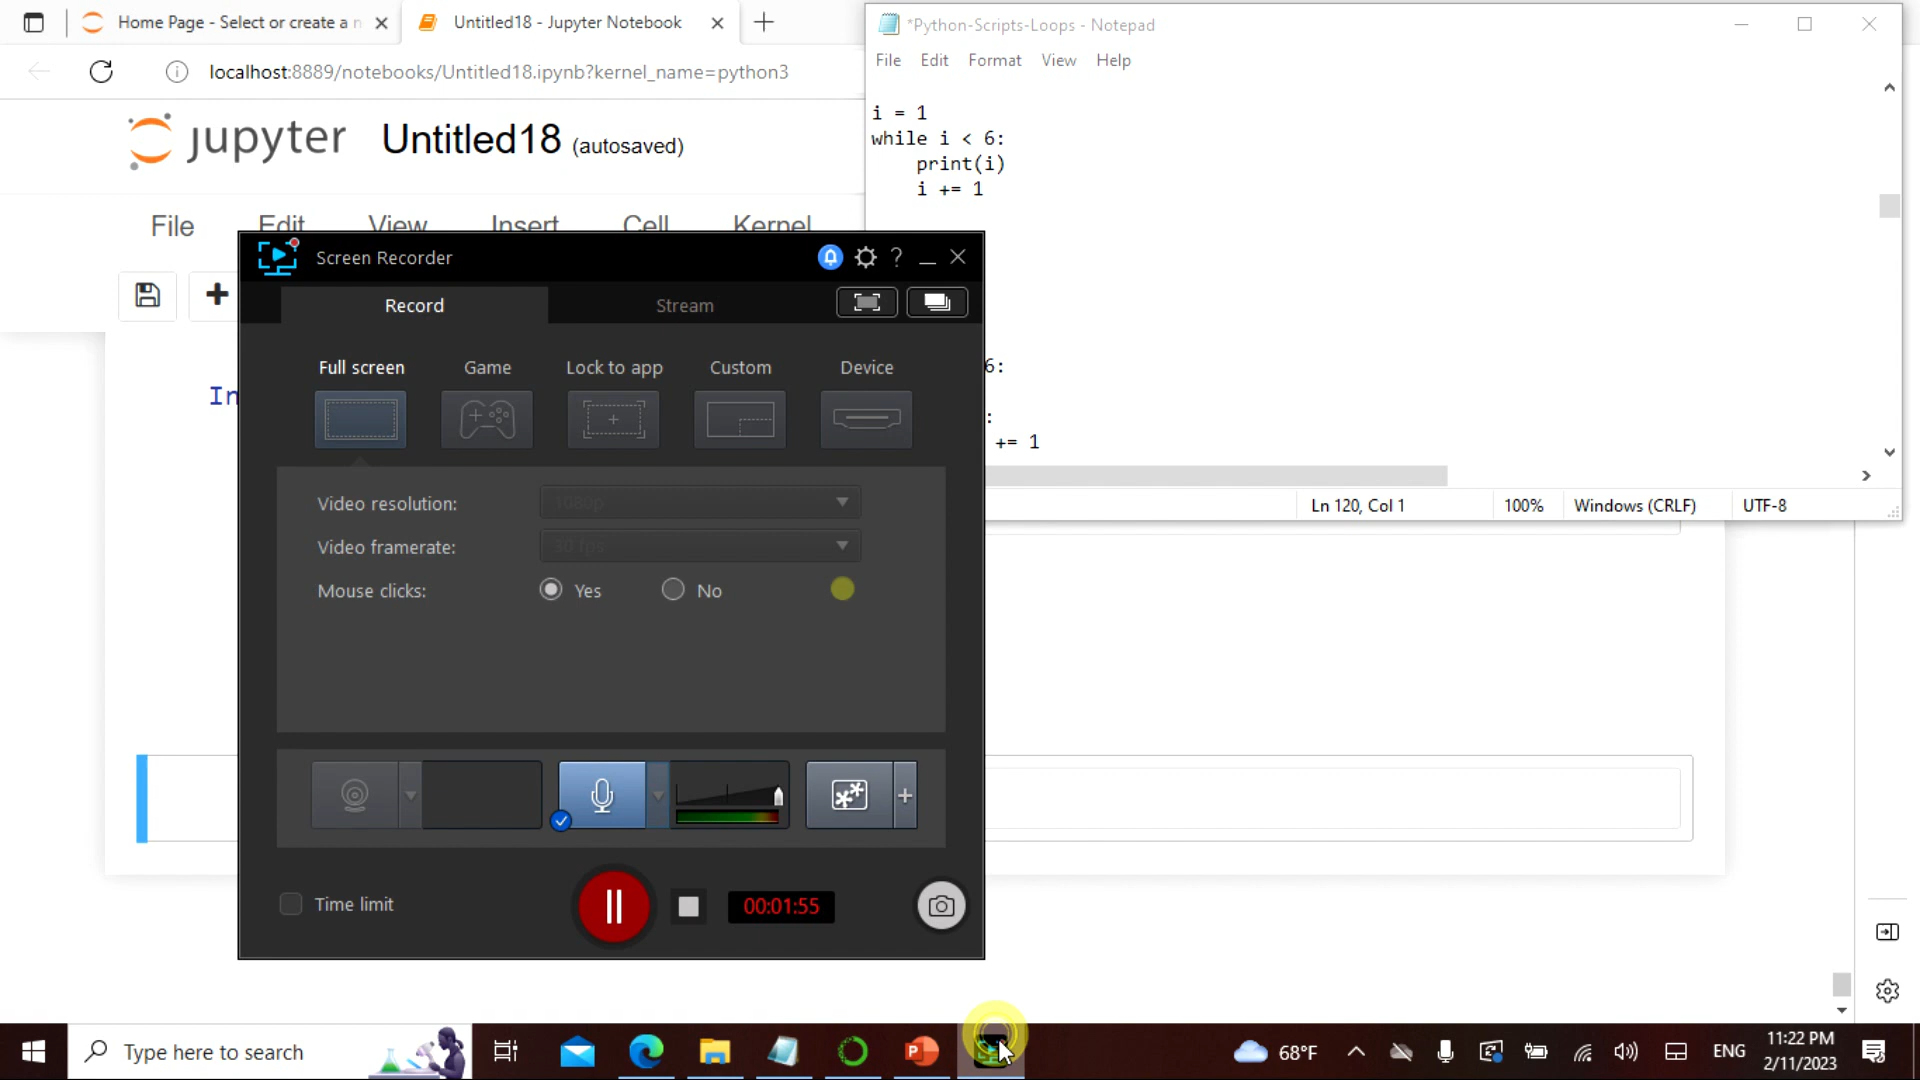 Home Page - Select or create a n
Untitled18 - Jupyter Notebook
localhost:8889/notebooks/Untitled18.ipynb?kernel_name=python3
jupyter Untitled18 (autosaved)
File Edit View Insert Cell Kernel
In
*Python-Scripts-Loops - Notepad
File Edit Format View Help
i = 1
while i < 6:
    print(i)
    i += 1
6:
:
+= 1
Ln 120, Col 1 100% Windows (CRLF) UTF-8
Screen Recorder
Record Stream
Full screen Game Lock to app Custom Device
Video resolution: 1080p
Video framerate: 30 fps
Mouse clicks: Yes No
Time limit 00:01:55
Type here to search
68°F
ENG
11:22 PM
2/11/2023